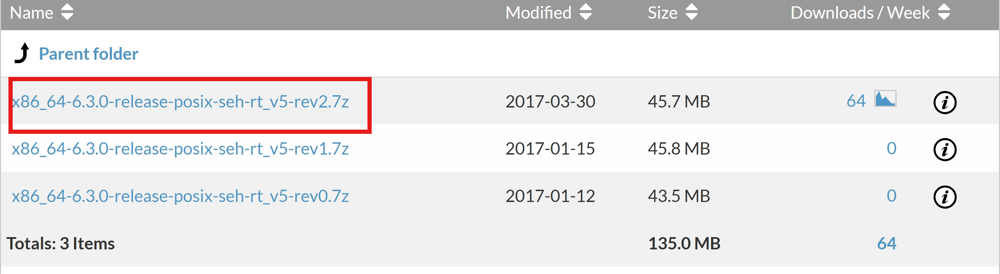 Name Modified Size Downloads / Week
Parent folder
x86_64-6.3.0-release-posix-seh-rt_v5-rev2.7z 2017-03-30 45.7 MB 64
x86_64-6.3.0-release-posix-seh-rt_v5-rev1.7z 2017-01-15 45.8 MB 0
x86_64-6.3.0-release-posix-seh-rt_v5-rev0.7z 2017-01-12 43.5 MB 0
Totals: 3 Items 135.0 MB 64